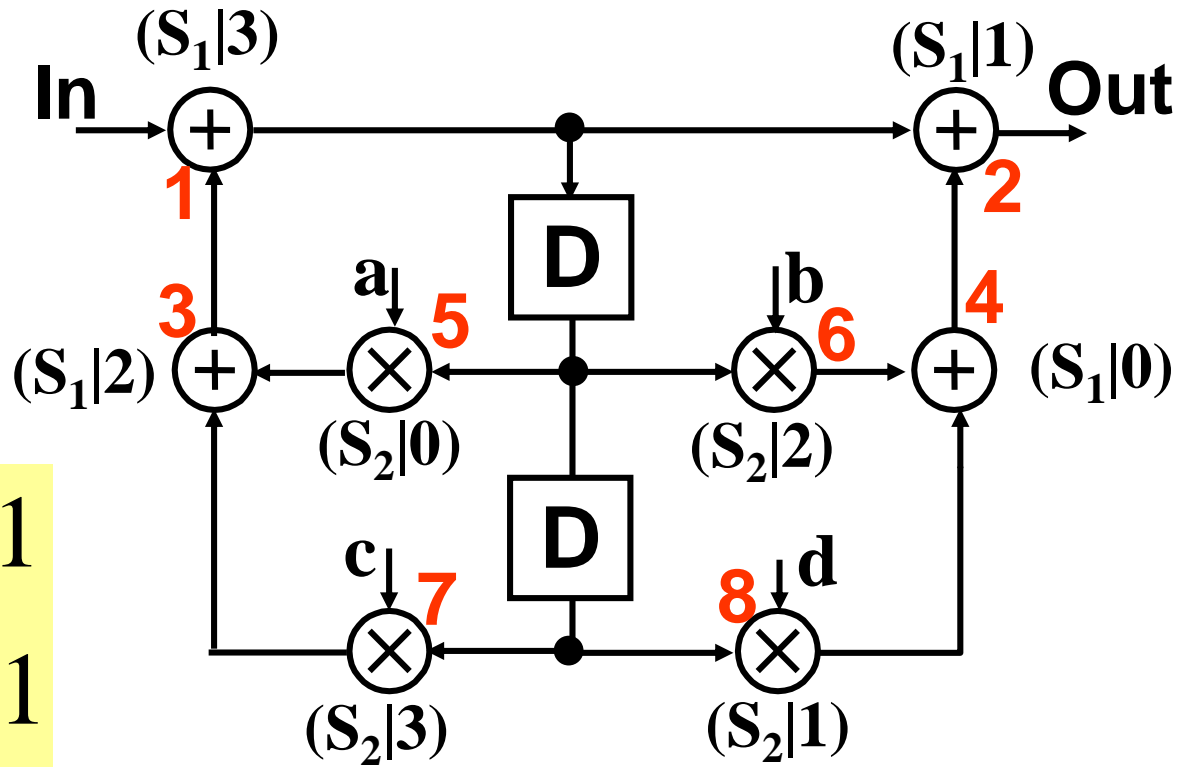 (S₁|3)
(S₁|1)
In
+
+
Out
1
2
D
a
b
3
5
6
4
(S₁|2)
+
×
×
+
(S₁|0)
(S₂|0)
(S₂|2)
1
D
c
d
7
8
1
×
×
(S₂|3)
(S₂|1)